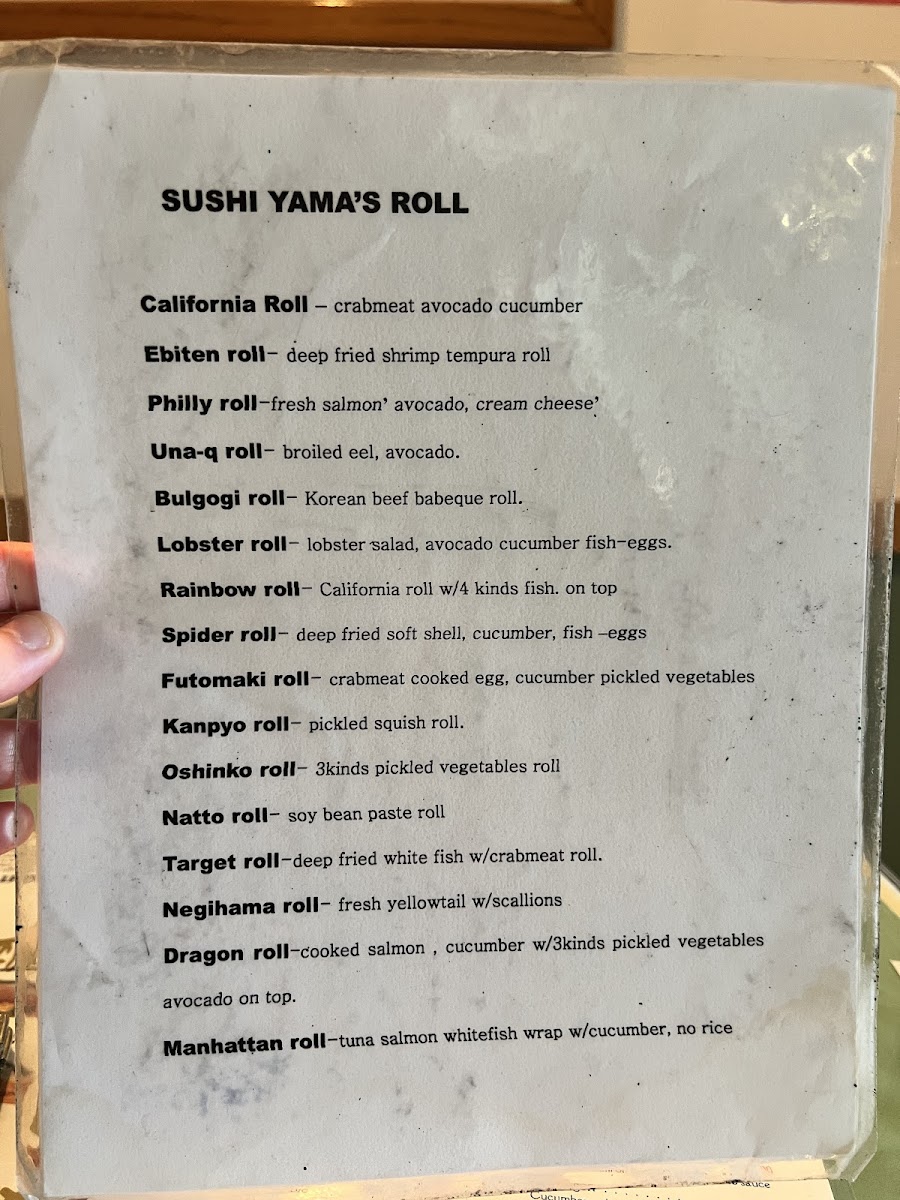 SUSHI YAMA'S ROLL
California Roll – crabmeat avocado cucumber
Ebiten roll– deep fried shrimp tempura roll
Philly roll–fresh salmon' avocado, cream cheese'
Una-q roll– broiled eel, avocado.
Bulgogi roll– Korean beef babeque roll.
Lobster roll– lobster salad, avocado cucumber fish–eggs.
Rainbow roll– California roll w/4 kinds fish. on top
Spider roll– deep fried soft shell, cucumber, fish –eggs
Futomaki roll– crabmeat cooked egg, cucumber pickled vegetables
Kanpyo roll– pickled squish roll.
Oshinko roll– 3kinds pickled vegetables roll
Natto roll– soy bean paste roll
Target roll–deep fried white fish w/crabmeat roll.
Negihama roll– fresh yellowtail w/scallions
Dragon roll–cooked salmon , cucumber w/3kinds pickled vegetables
avocado on top.
Manhattan roll–tuna salmon whitefish wrap w/cucumber, no rice
sauce